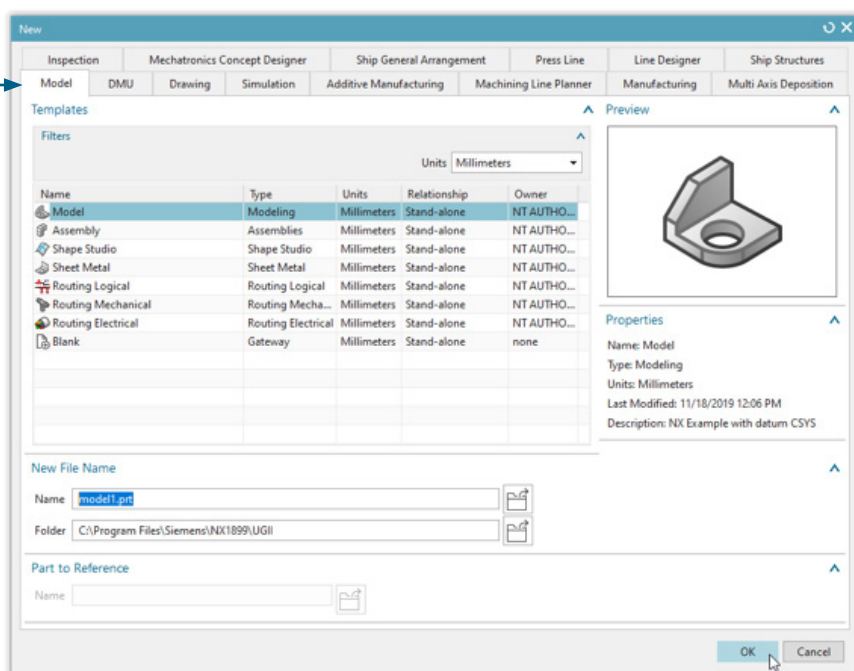 New
Inspection Mechatronics Concept Designer Ship General Arrangement Press Line Line Designer Ship Structures
Model DMU Drawing Simulation Additive Manufacturing Machining Line Planner Manufacturing Multi Axis Deposition
Templates
Filters
Units Millimeters
Name Type Units Relationship Owner
Model Modeling Millimeters Stand-alone NT AUTHO...
Assembly Assemblies Millimeters Stand-alone NT AUTHO...
Shape Studio Shape Studio Millimeters Stand-alone NT AUTHO...
Sheet Metal Sheet Metal Millimeters Stand-alone NT AUTHO...
Routing Logical Routing Logical Millimeters Stand-alone NT AUTHO...
Routing Mechanical Routing Mecha... Millimeters Stand-alone NT AUTHO...
Routing Electrical Routing Electrical Millimeters Stand-alone NT AUTHO...
Blank Gateway Millimeters Stand-alone none
Preview
Properties
Name: Model
Type: Modeling
Units: Millimeters
Last Modified: 11/18/2019 12:06 PM
Description: NX Example with datum CSYS
New File Name
Name model1.prt
Folder C:\Program Files\Siemens\NX1899\UGII
Part to Reference
Name
OK Cancel